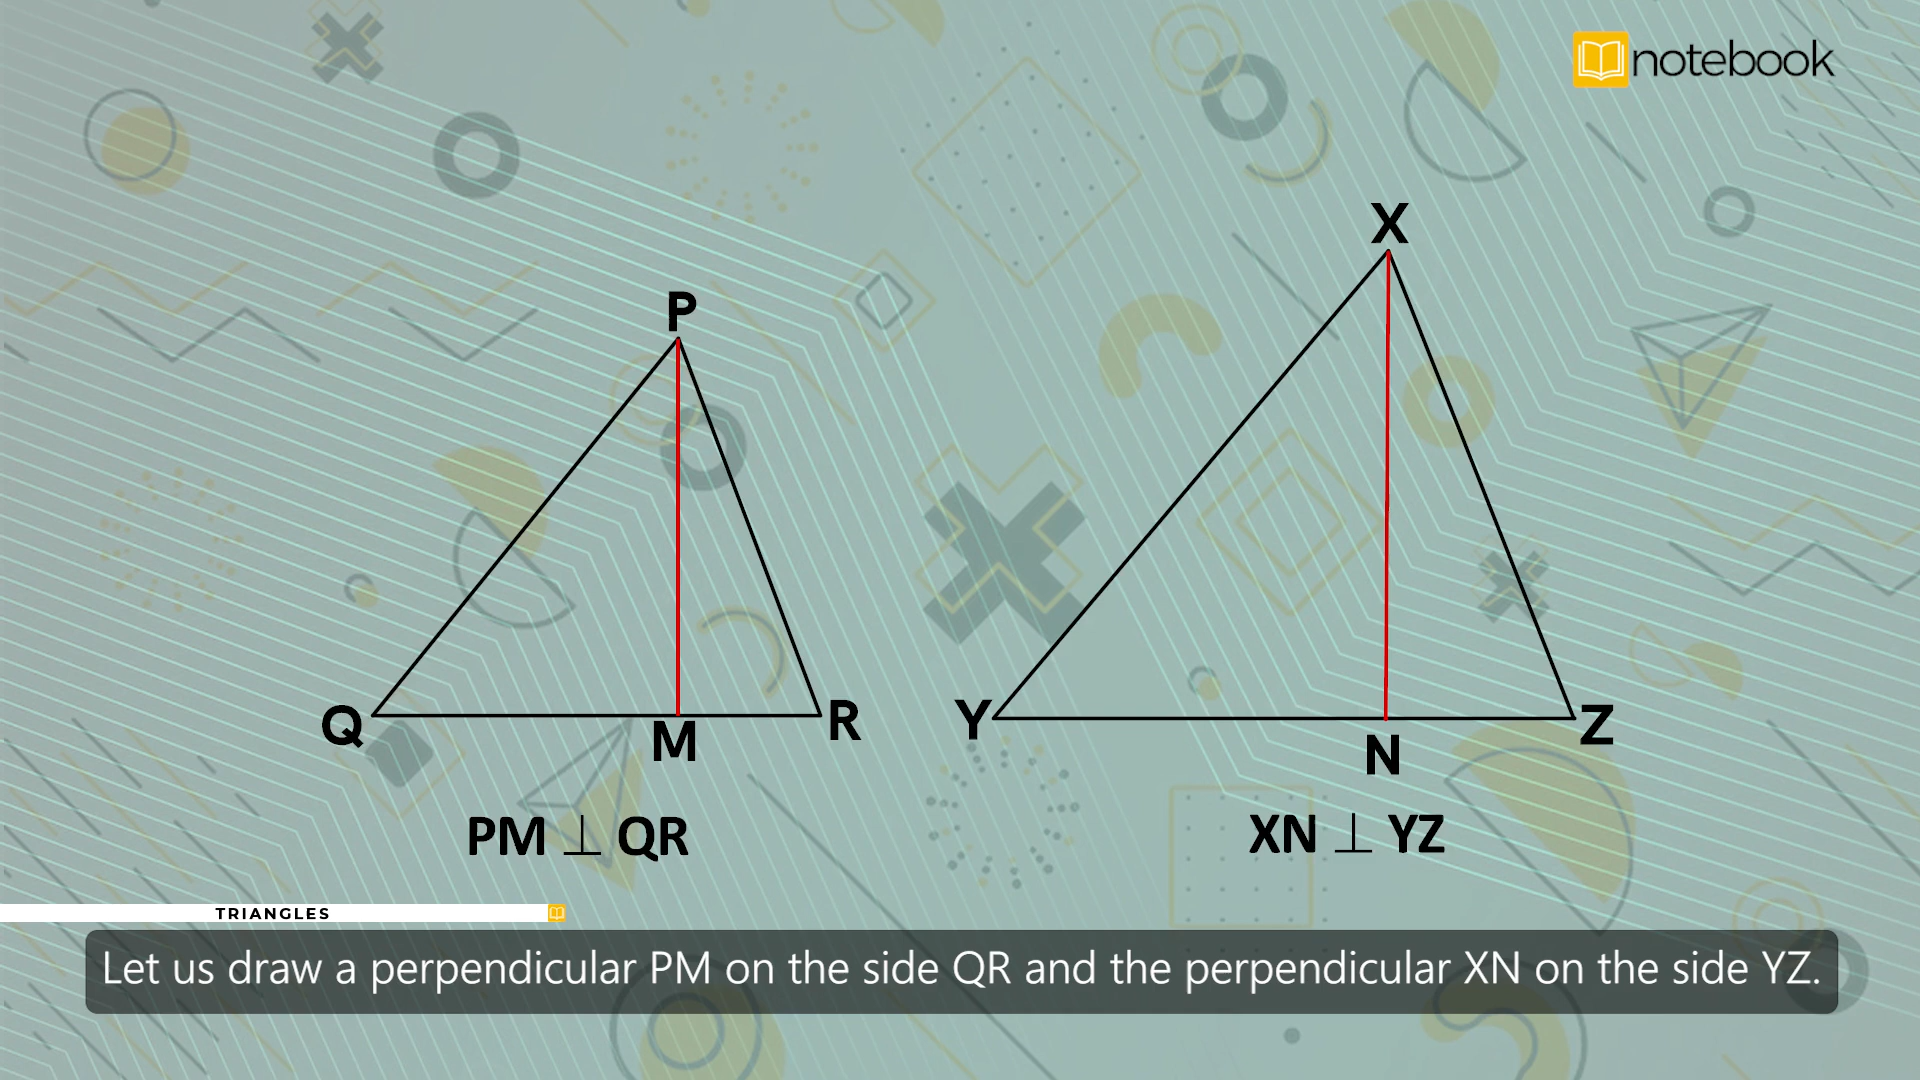 notebook
X
P
Q
M
R
Y
N
Z
PM ⊥ QR
XN ⊥ YZ
TRIANGLES
Let us draw a perpendicular PM on the side QR and the perpendicular XN on the side YZ.